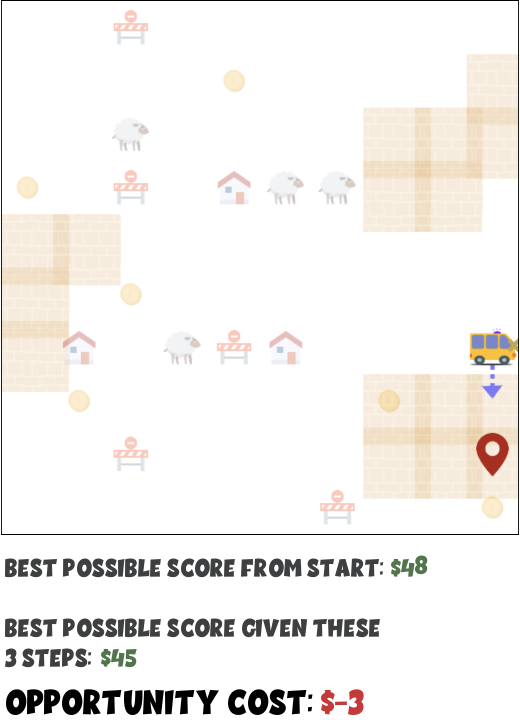 BEST POSSIBLE SCORE FROM START: $48
BEST POSSIBLE SCORE GIVEN THESE
3 STEPS: $45
OPPORTUNITY COST: $-3